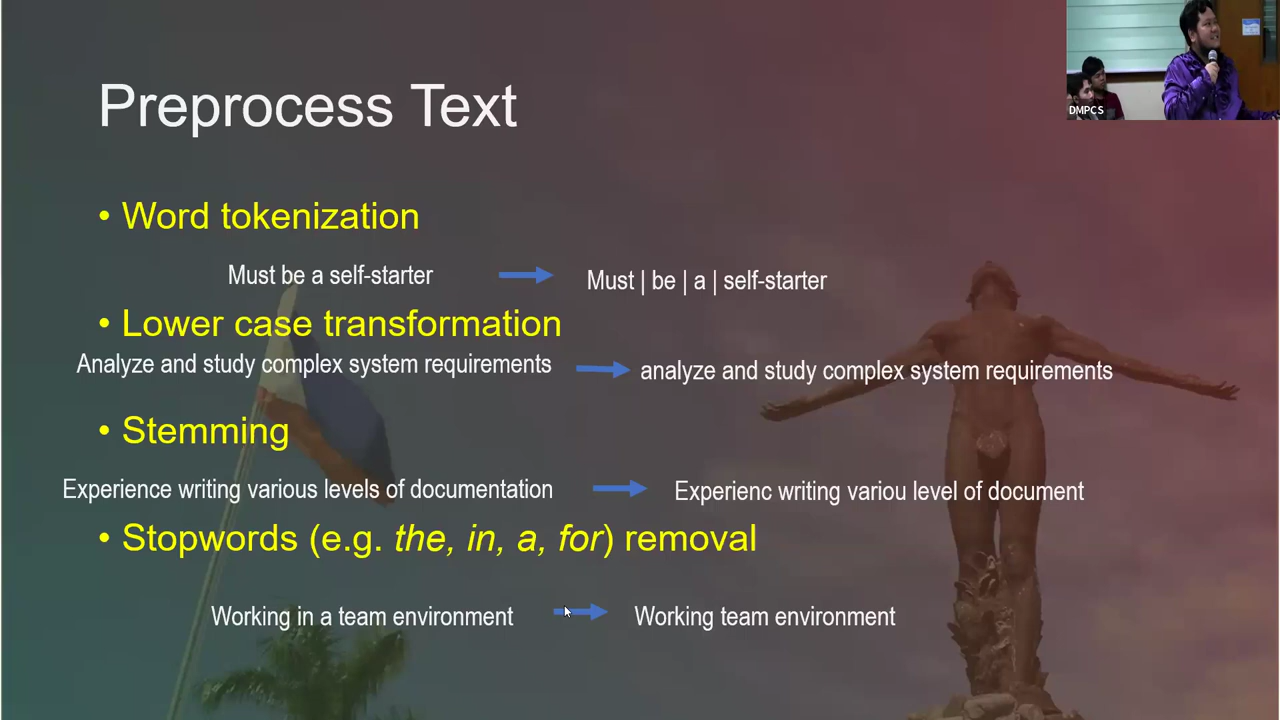 DMPCS
Preprocess Text
• Word tokenization
Must be a self-starter
Must | be | a | self-starter
• Lower case transformation
Analyze and study complex system requirements
analyze and study complex system requirements
• Stemming
Experience writing various levels of documentation
Experienc writing variou level of document
• Stopwords (e.g. the, in, a, for) removal
Working in a team environment
Working team environment